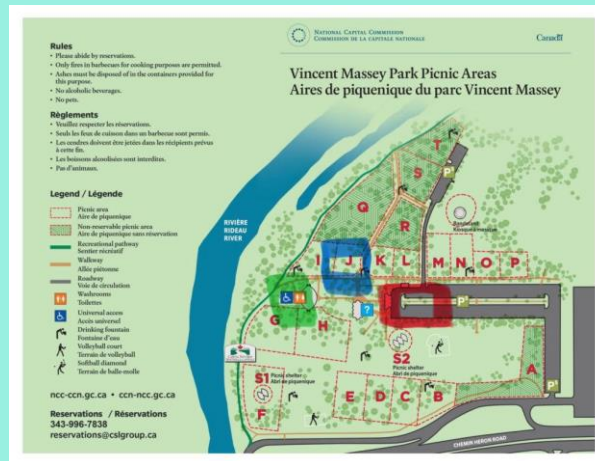 NATIONAL CAPITAL COMMISSION
COMMISSION DE LA CAPITALE NATIONALE
Canada
Vincent Massey Park Picnic Areas
Aires de piquenique du parc Vincent Massey
Rules
• Please abide by reservations.
• Only fires in barbecues for cooking purposes are permitted.
• Ashes must be disposed of in the containers provided for
this purpose.
• No alcoholic beverages.
• No pets.
Règlements
• Veuillez respecter les réservations.
• Seuls les feux de cuisson dans un barbecue sont permis.
• Les cendres doivent être jetées dans les récipients prévus
à cette fin.
• Les boissons alcoolisées sont interdites.
• Pas d'animaux.
Legend / Légende
Picnic area
Aire de piquenique
Non-reservable picnic area
Aire de piquenique sans réservation
Recreational pathway
Sentier récréatif
Walkway
Allée piétonne
Roadway
Voie de circulation
Washrooms
Toilettes
Universal access
Accès universel
Drinking fountain
Fontaine d'eau
Volleyball court
Terrain de volleyball
Softball diamond
Terrain de balle-molle
ncc-ccn.gc.ca • ccn-ncc.gc.ca
Reservations / Réservations
343-996-7838
reservations@cslgroup.ca
RIVIÈRE
RIDEAU
RIVER
T
S
P
Q
R
I
J
K
L
M
N
O
P
G
H
?
P
S1
Picnic shelter
Abri de piquenique
S2
Picnic shelter
Abri de piquenique
F
E
D
C
B
A
P
CHEMIN HERON ROAD